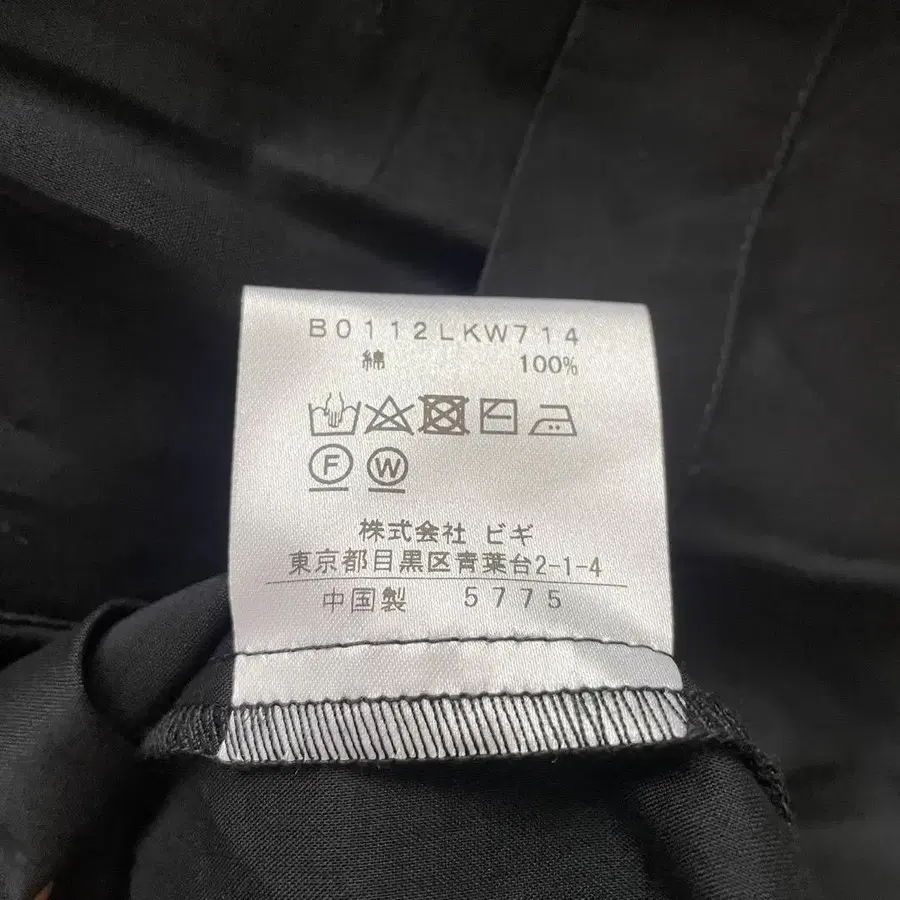 B0112LKW714
綿 100%
F W
株式会社 ビギ
東京都目黒区青葉台2-1-4
中国製 5775